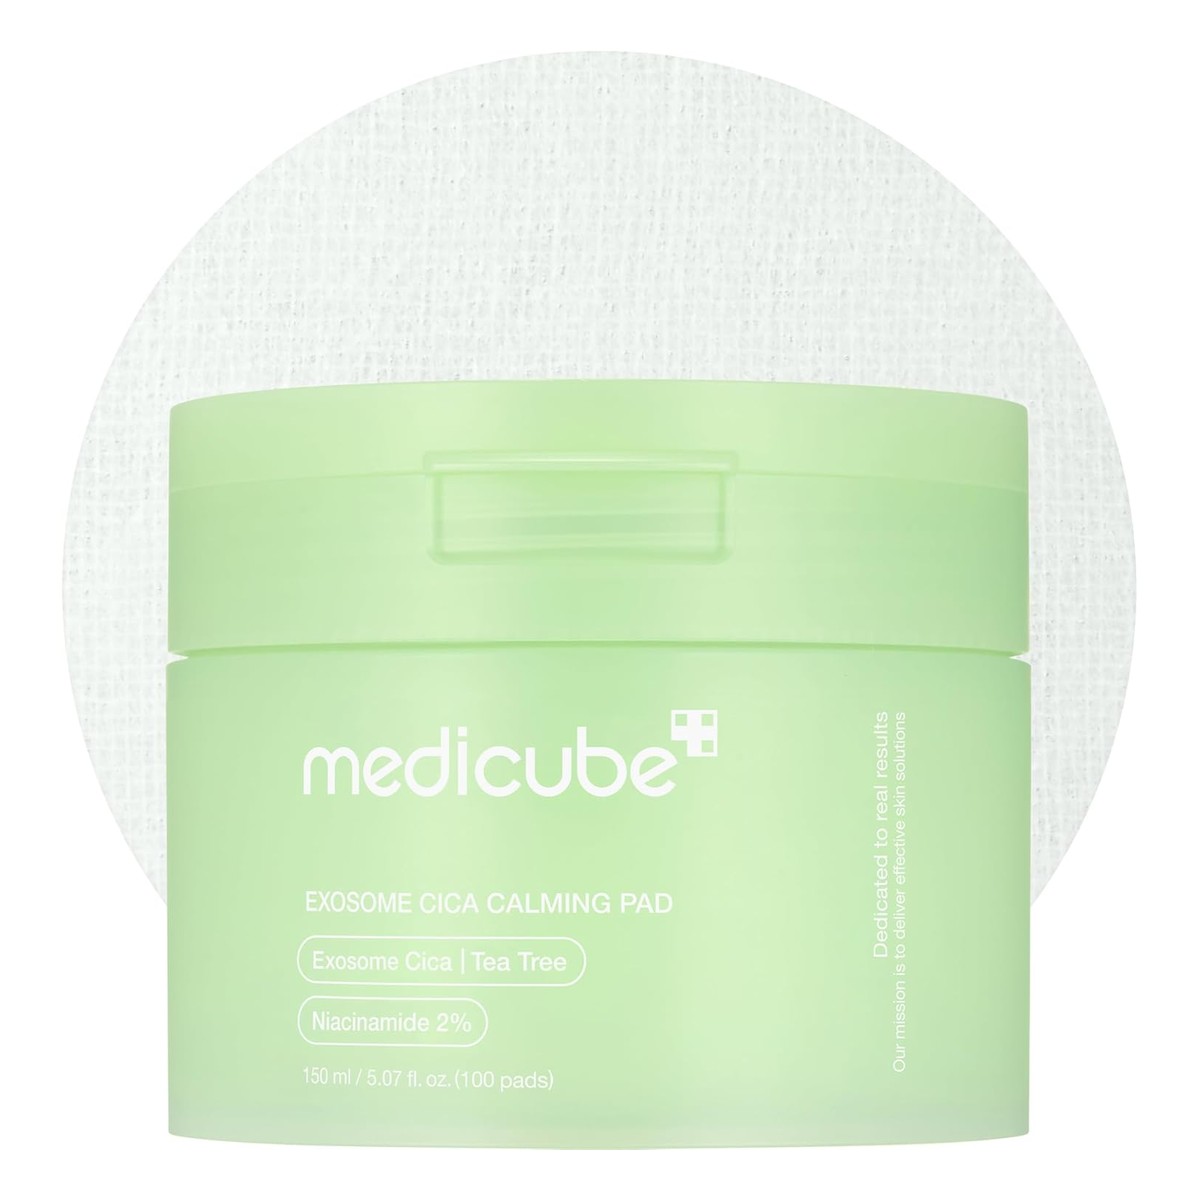 medicube
EXOSOME CICA CALMING PAD
Exosome Cica | Tea Tree
Niacinamide 2%
150 ml / 5.07 fl. oz. (100 pads)
Dedicated to real results
Our mission is to deliver effective skin solutions